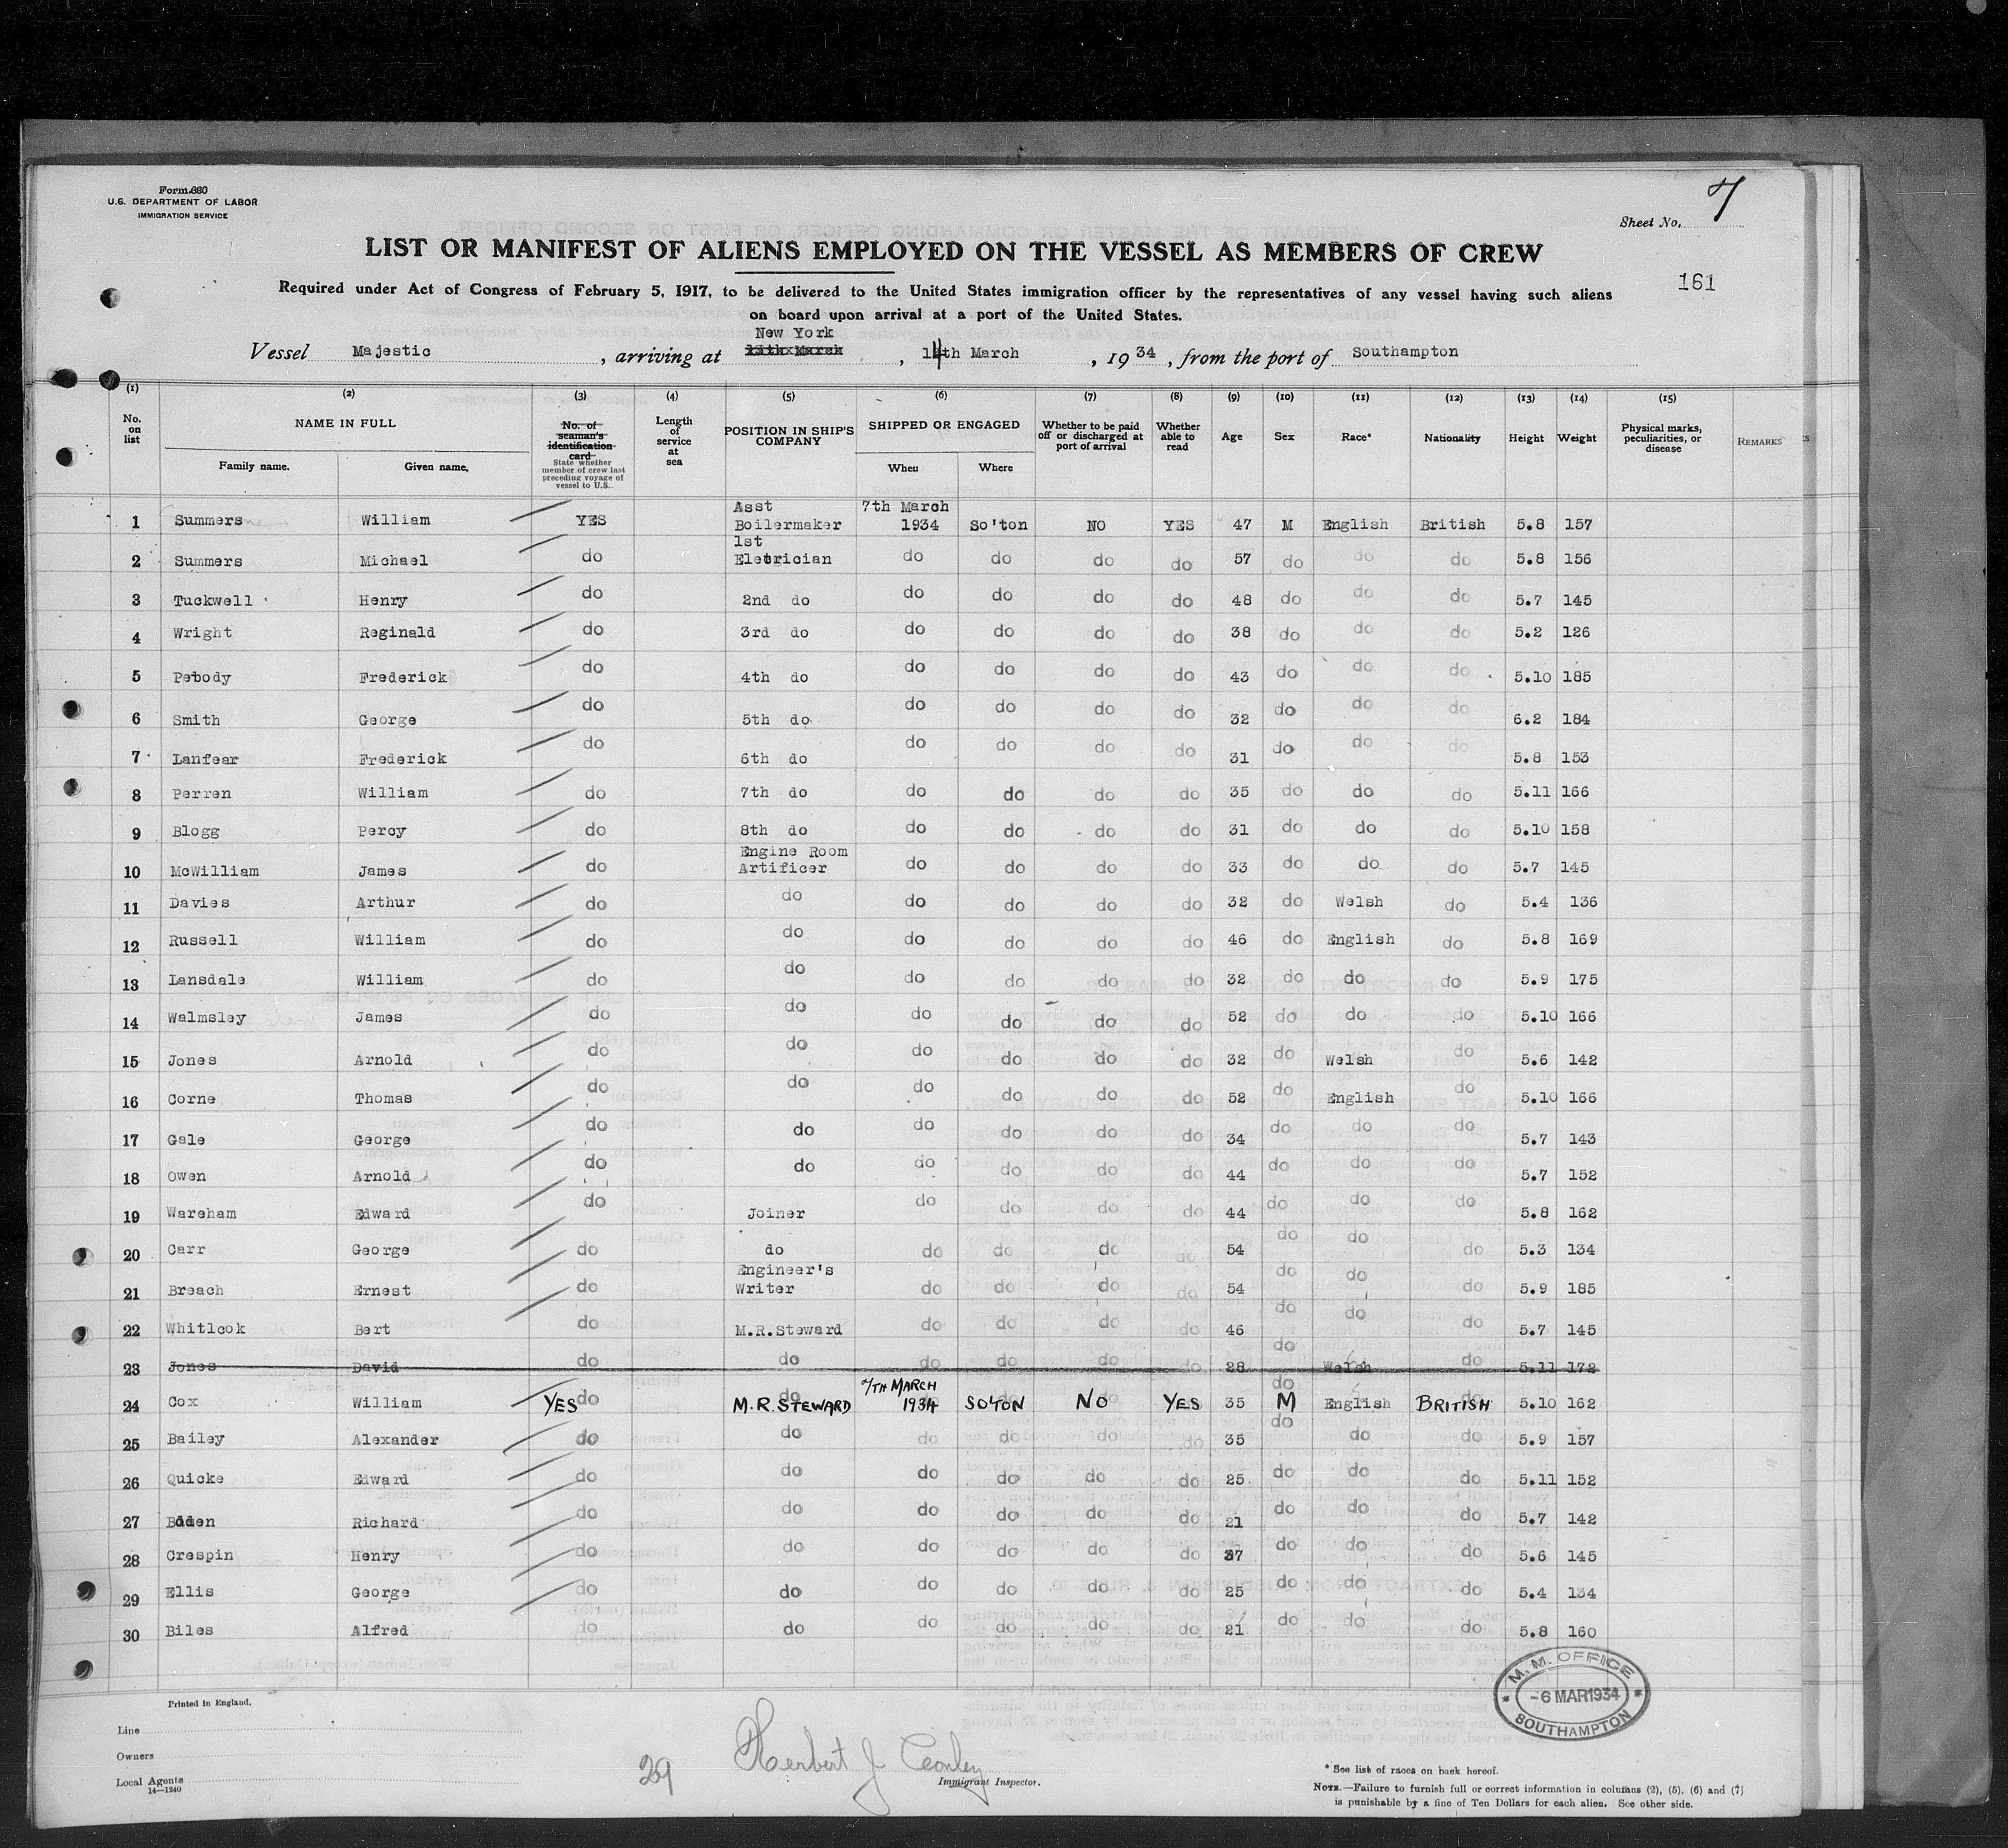 Form 680
U.S. DEPARTMENT OF LABOR
IMMIGRATION SERVICE
Sheet No. 7
LIST OR MANIFEST OF ALIENS EMPLOYED ON THE VESSEL AS MEMBERS OF CREW
161
Required under Act of Congress of February 5, 1917, to be delivered to the United States immigration officer by the representatives of any vessel having such aliens
on board upon arrival at a port of the United States.
New York
Vessel Majestic, arriving at 13th March, 14th March, 1934, from the port of Southampton
(1) (2) (3) (4) (5) (6) (7) (8) (9) (10) (11) (12) (13) (14) (15)
No. on list
NAME IN FULL
Family name. Given name.
No. of seaman's identification card
State whether member of crew last preceding voyage of vessel to U.S.
Length of service at sea
POSITION IN SHIP'S COMPANY
SHIPPED OR ENGAGED
When Where
Whether to be paid off or discharged at port of arrival
Whether able to read
Age Sex Race* Nationality Height Weight
Physical marks, peculiarities, or disease
REMARKS
1 Summers William YES Asst Boilermaker 7th March 1934 So'ton NO YES 47 M English British 5.8 157
2 Summers Michael do 1st Eletrician do do do do 57 do do do 5.8 156
3 Tuckwell Henry do 2nd do do do do do 48 do do do 5.7 145
4 Wright Reginald do 3rd do do do do do 38 do do do 5.2 126
5 Pebody Frederick do 4th do do do do do 43 do do do 5.10 185
6 Smith George do 5th do do do do do 32 do do do 6.2 184
7 Lanfear Frederick do 6th do do do do do 31 do do do 5.8 153
8 Perren William do 7th do do do do do 35 do do do 5.11 166
9 Blogg Percy do 8th do do do do do 31 do do do 5.10 158
10 McWilliam James do Engine Room Artificer do do do do 33 do do do 5.7 145
11 Davies Arthur do do do do do do 32 do Welsh do 5.4 136
12 Russell William do do do do do do 46 do English do 5.8 169
13 Lansdale William do do do do do do 32 do do do 5.9 175
14 Walmsley James do do do do do do 52 do do do 5.10 166
15 Jones Arnold do do do do do do 32 do Welsh do 5.6 142
16 Corne Thomas do do do do do do 52 do English do 5.10 166
17 Gale George do do do do do do 34 do do do 5.7 143
18 Owen Arnold do do do do do do 44 do do do 5.7 152
19 Wareham Edward do Joiner do do do do 44 do do do 5.8 162
20 Carr George do do do do do do 54 do do do 5.3 134
21 Breach Ernest do Engineer's Writer do do do do 54 do do do 5.9 185
22 Whitlcok Bert do M.R.Steward do do do do 46 do do do 5.7 145
23 Jones David do do do do do do 28 do Welsh do 5.11 172
24 Cox William YES do do M.R. STEWARD 7TH MARCH 1934 SO'TON NO YES 35 do M English BRITISH 5.10 162
25 Bailey Alexander do do do do do do 35 do do do 5.9 157
26 Quicke Edward do do do do do do 25 do do do 5.11 152
27 Richard do do do do do do 21 do do do 5.7 142
28 Crespin Henry do do do do do do do do do 5.6 145
29 Ellis George do do do do do do 25 do do do 5.4 134
30 Biles Alfred do do do do do do 21 do do do 5.8 160
M. M. OFFICE
-6 MAR 1934
SOUTHAMPTON
Printed in England.
Line
Owners
Local Agents
14—1240
29
Herbert J
Immigrant Inspector.
* See list of races on back hereof.
NOTE.—Failure to furnish full or correct information in columns (2), (5), (6) and (7)
is punishable by a fine of Ten Dollars for each alien. See other side.